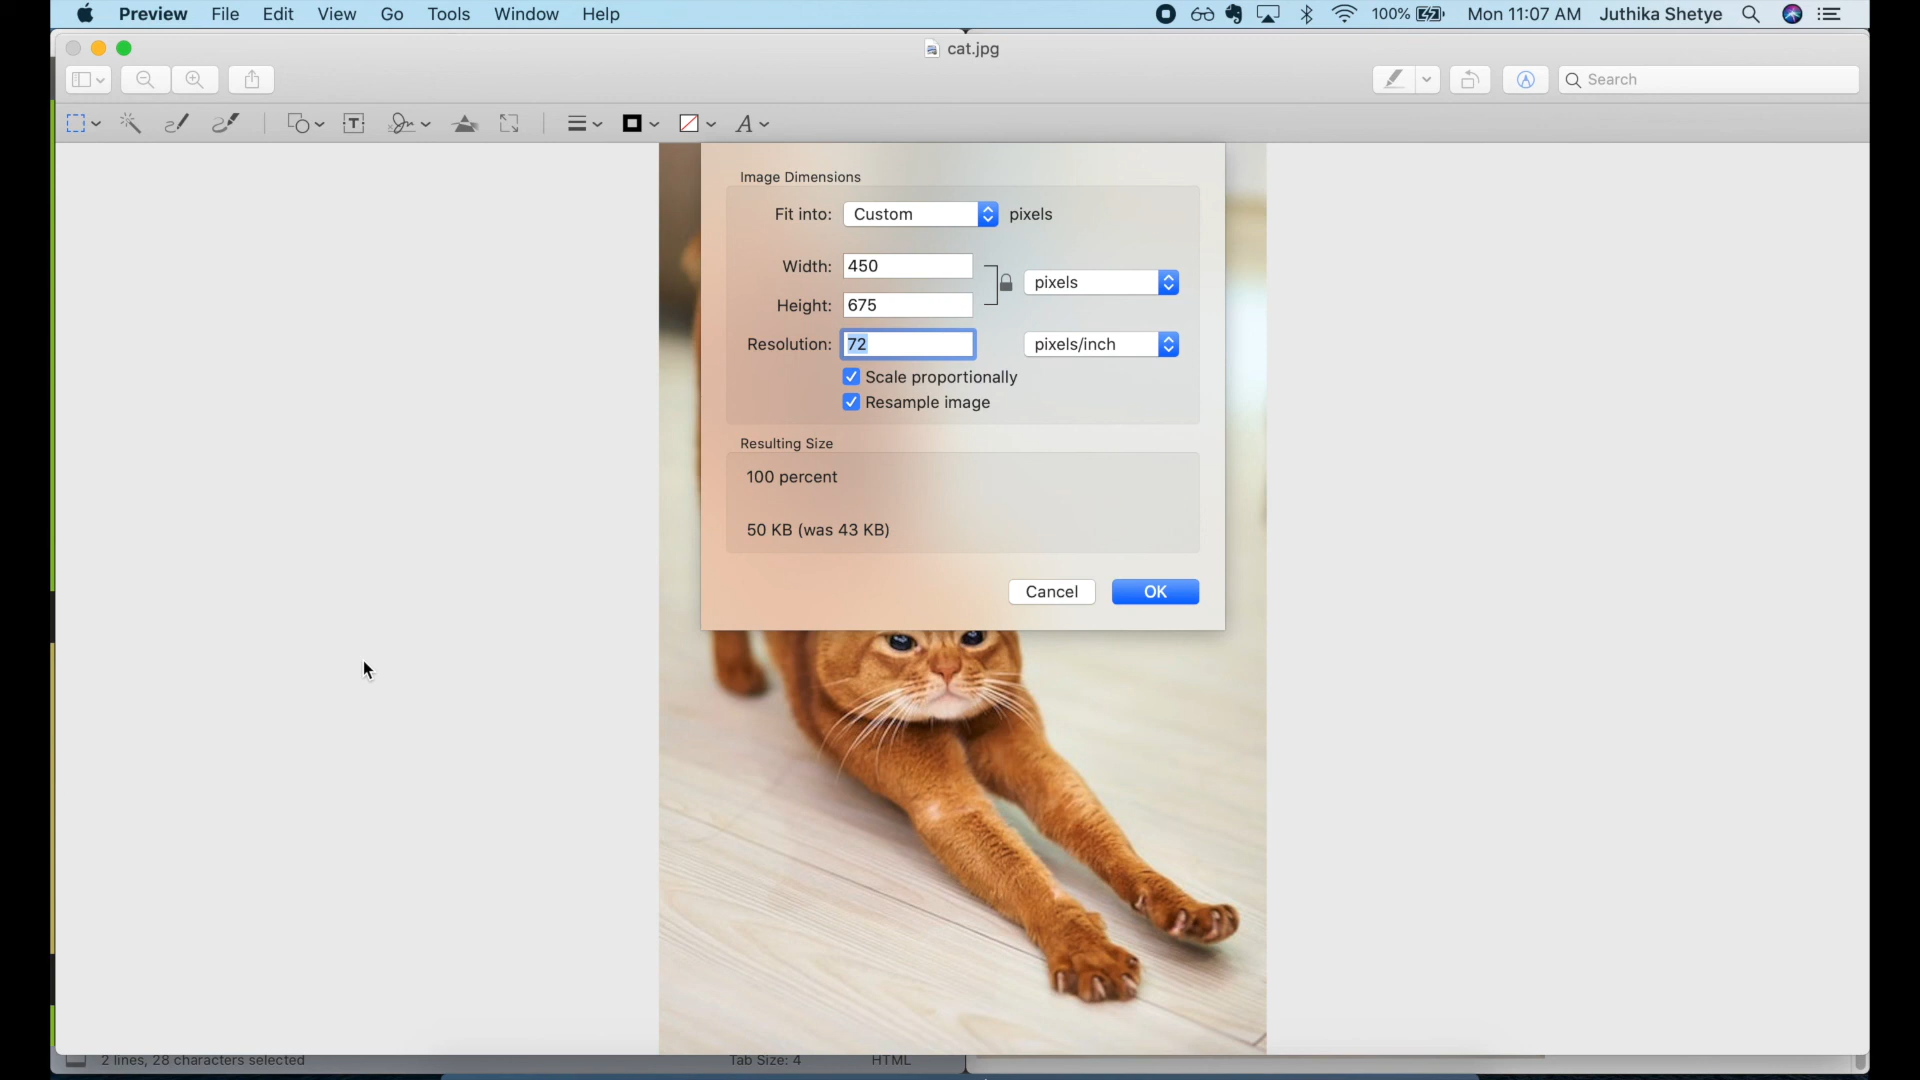 Preview File Edit View Go Tools Window Help 100% Mon 11:07 AM Juthika Shetye
cat.jpg
Search
Image Dimensions
Fit into: Custom pixels
Width: 450
pixels
Height: 675
Resolution: 72 pixels/inch
Scale proportionally
Resample image
Resulting Size
100 percent
50 KB (was 43 KB)
Cancel OK
2 lines, 28 characters selected Tab Size: 4 HTML